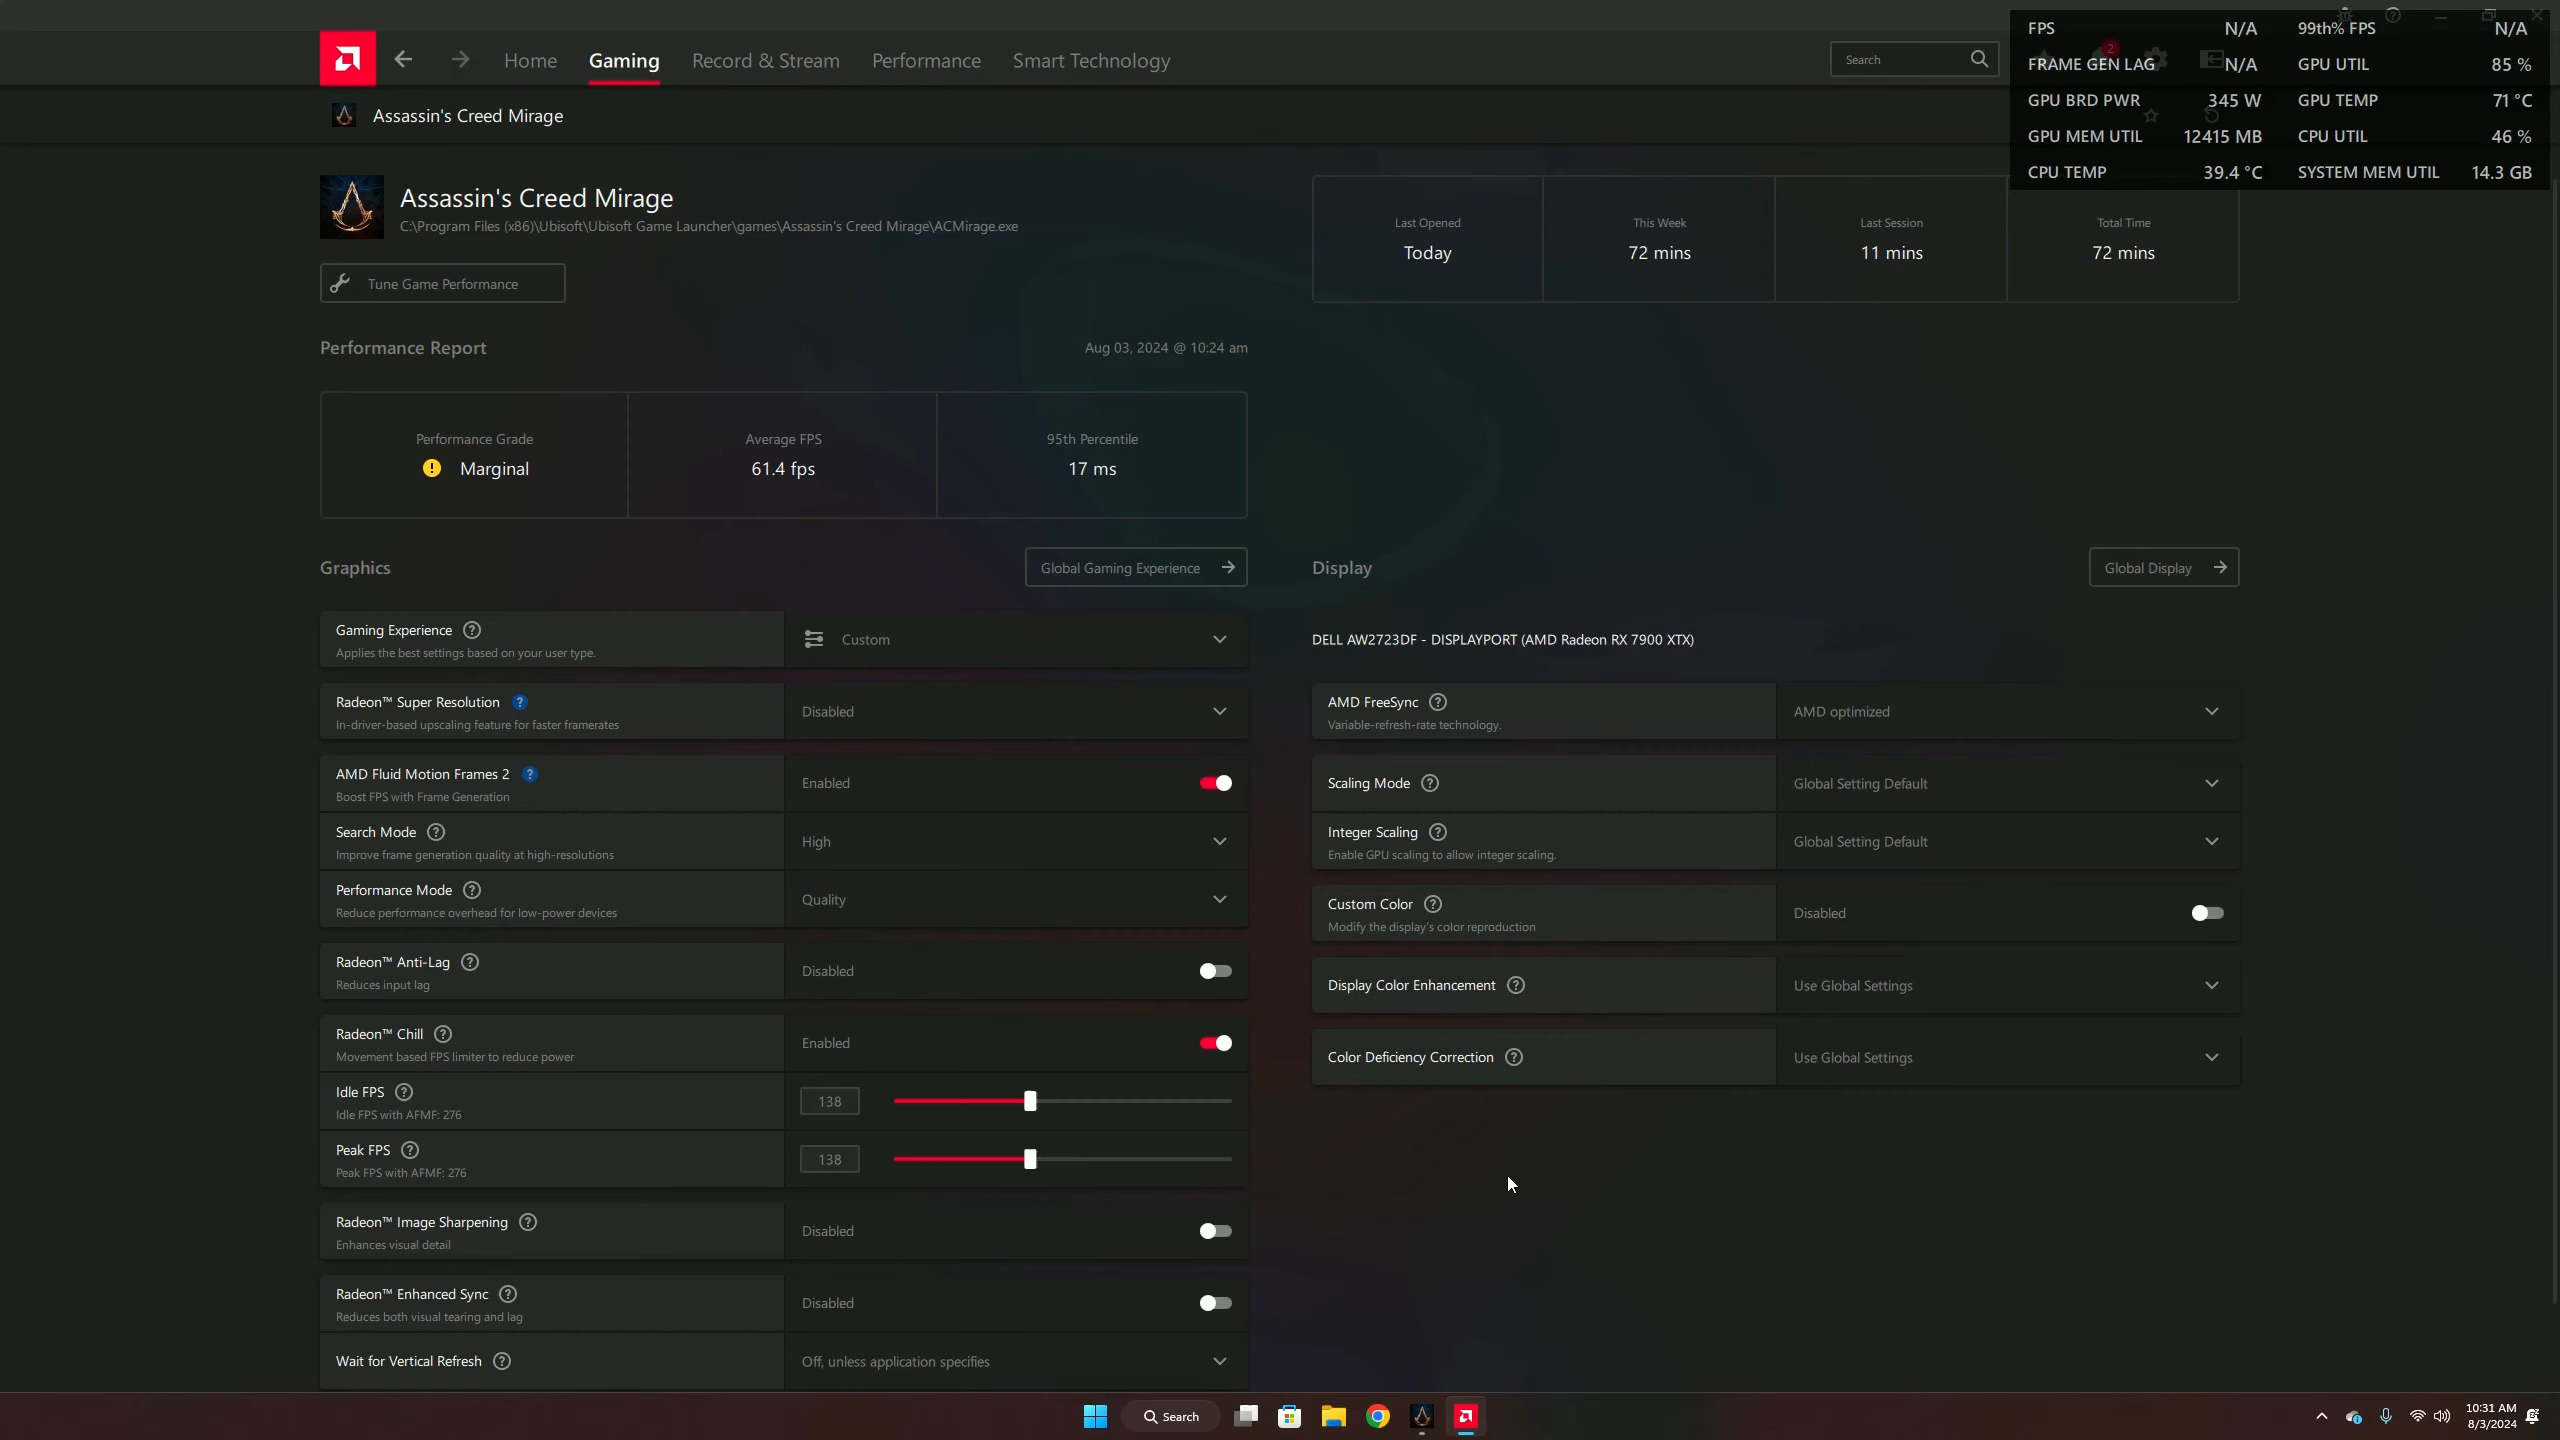 Home Gaming Record & Stream Performance Smart Technology
Search
2
FPS N/A 99th% FPS N/A
FRAME GEN LAG N/A GPU UTIL 85 %
GPU BRD PWR 345 W GPU TEMP 71 °C
GPU MEM UTIL 12415 MB CPU UTIL 46 %
CPU TEMP 39.4 °C SYSTEM MEM UTIL 14.3 GB
Assassin's Creed Mirage
Assassin's Creed Mirage
C:\Program Files (x86)\Ubisoft\Ubisoft Game Launcher\games\Assassin's Creed Mirage\ACMirage.exe
Tune Game Performance
Last Opened
Today
This Week
72 mins
Last Session
11 mins
Total Time
72 mins
Performance Report Aug 03, 2024 @ 10:24 am
Performance Grade
Marginal
Average FPS
61.4 fps
95th Percentile
17 ms
Graphics Global Gaming Experience
Gaming Experience
Applies the best settings based on your user type.
Custom
Radeon™ Super Resolution
In-driver-based upscaling feature for faster framerates
Disabled
AMD Fluid Motion Frames 2
Boost FPS with Frame Generation
Enabled
Search Mode
Improve frame generation quality at high-resolutions
High
Performance Mode
Reduce performance overhead for low-power devices
Quality
Radeon™ Anti-Lag
Reduces input lag
Disabled
Radeon™ Chill
Movement based FPS limiter to reduce power
Enabled
Idle FPS
Idle FPS with AFMF: 276
138
Peak FPS
Peak FPS with AFMF: 276
138
Radeon™ Image Sharpening
Enhances visual detail
Disabled
Radeon™ Enhanced Sync
Reduces both visual tearing and lag
Disabled
Wait for Vertical Refresh
Off, unless application specifies
Display Global Display
DELL AW2723DF - DISPLAYPORT (AMD Radeon RX 7900 XTX)
AMD FreeSync
Variable-refresh-rate technology.
AMD optimized
Scaling Mode
Global Setting Default
Integer Scaling
Enable GPU scaling to allow integer scaling.
Global Setting Default
Custom Color
Modify the display's color reproduction
Disabled
Display Color Enhancement
Use Global Settings
Color Deficiency Correction
Use Global Settings
Search
10:31 AM
8/3/2024